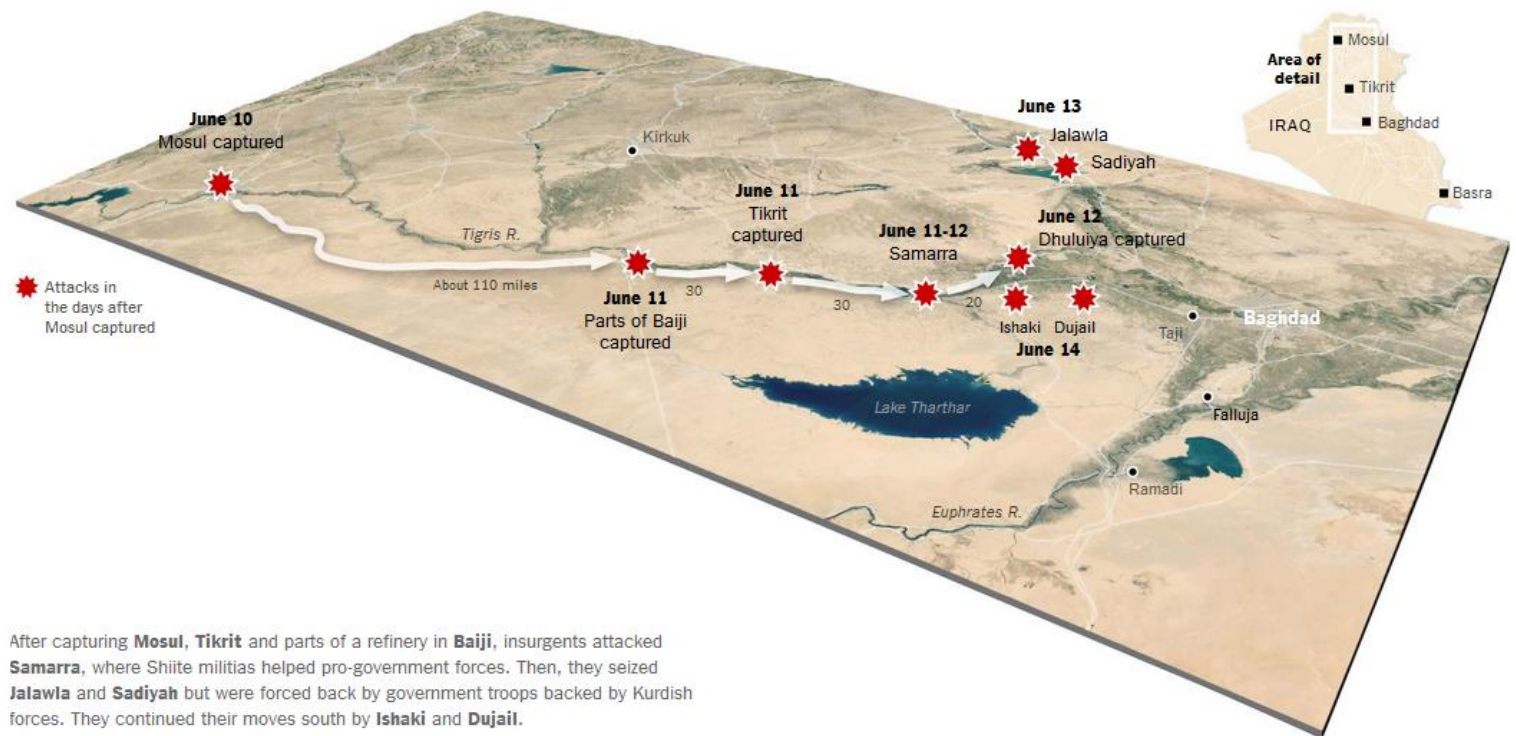 Mosul
Area of
detail
Tikrit
IRAQ
Baghdad
Basra
June 10
Mosul captured
Kirkuk
June 13
Jalawla
Sadiyah
June 11
Tikrit
captured
June 11-12
Samarra
June 12
Dhuluiya captured
Tigris R.
Attacks in
the days after
Mosul captured
About 110 miles
30
30
20
June 11
Parts of Baiji
captured
Ishaki
Dujail
June 14
Taji
Baghdad
Lake Tharthar
Falluja
Ramadi
Euphrates R.
After capturing Mosul, Tikrit and parts of a refinery in Baiji, insurgents attacked
Samarra, where Shiite militias helped pro-government forces. Then, they seized
Jalawla and Sadiyah but were forced back by government troops backed by Kurdish
forces. They continued their moves south by Ishaki and Dujail.